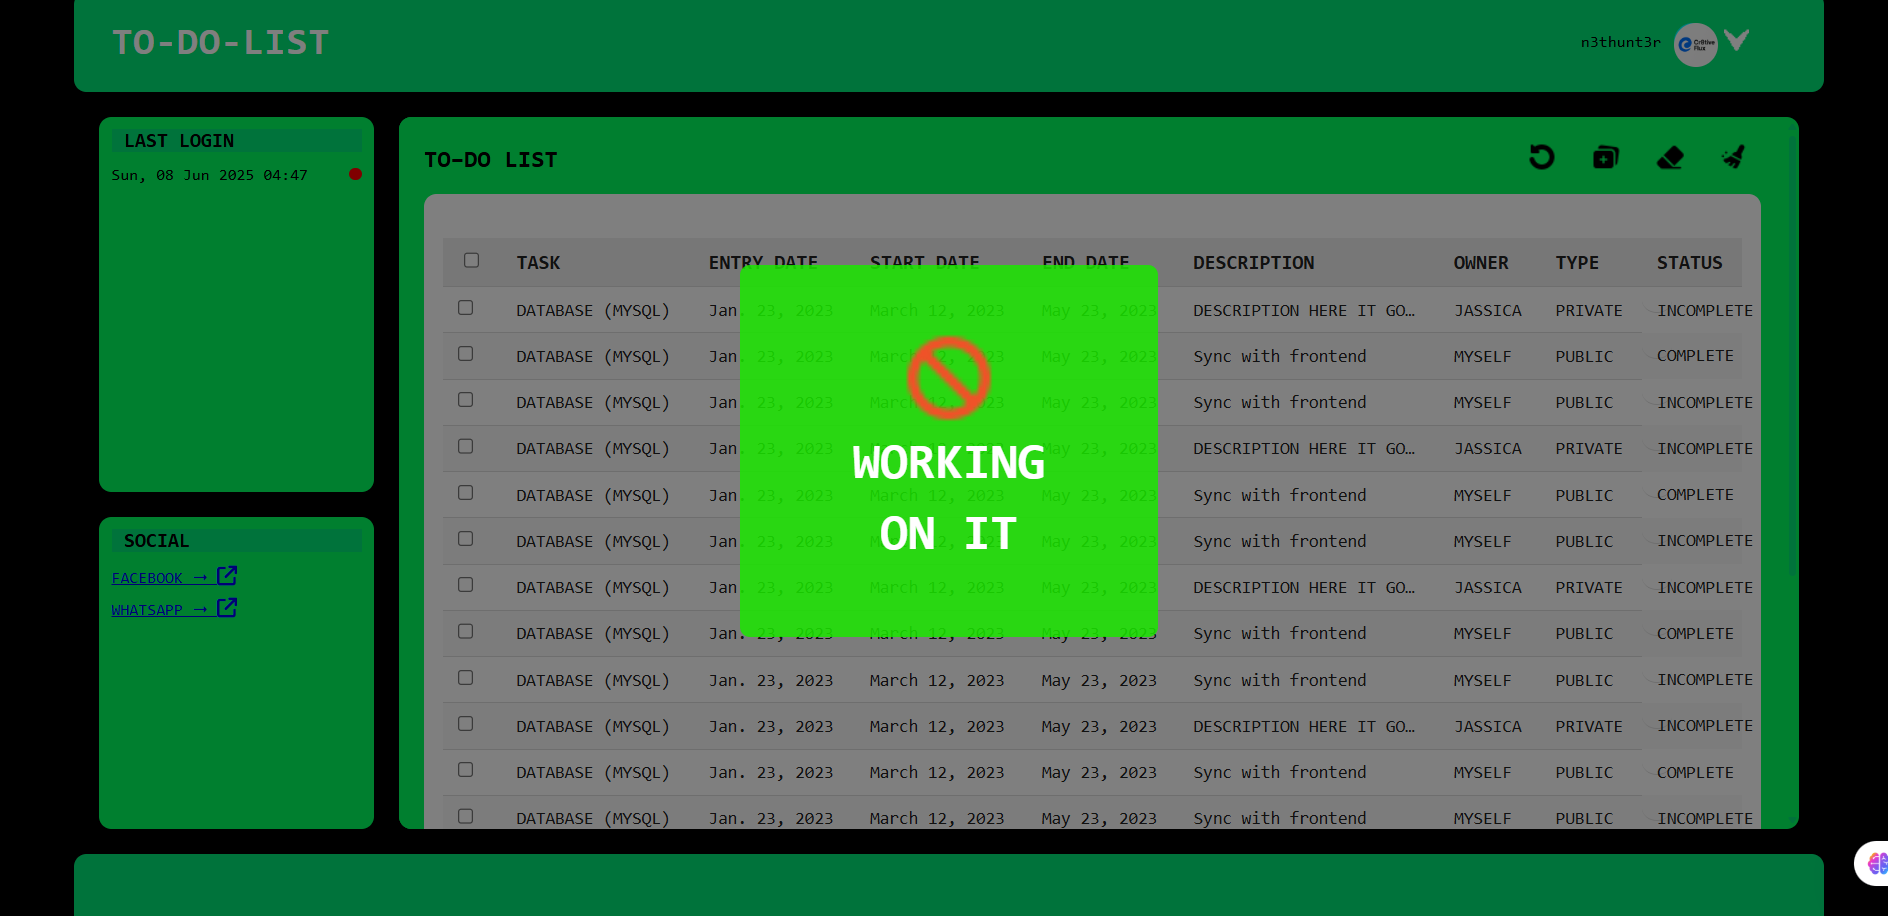 TO-DO-LIST
n3thunt3r
Cr8tive
Flux
LAST LOGIN
Sun, 08 Jun 2025 04:47
SOCIAL
FACEBOOK →
WHATSAPP →
TO-DO LIST
TASK ENTRY DATE START DATE END DATE DESCRIPTION OWNER TYPE STATUS
DATABASE (MYSQL) Jan. 23, 2023 March 12, 2023 May 23, 2023 DESCRIPTION HERE IT GO… JASSICA PRIVATE INCOMPLETE
DATABASE (MYSQL) Jan. 23, 2023 March 12, 2023 May 23, 2023 Sync with frontend MYSELF PUBLIC COMPLETE
DATABASE (MYSQL) Jan. 23, 2023 March 12, 2023 May 23, 2023 Sync with frontend MYSELF PUBLIC INCOMPLETE
DATABASE (MYSQL) Jan. 23, 2023 March 12, 2023 May 23, 2023 DESCRIPTION HERE IT GO… JASSICA PRIVATE INCOMPLETE
DATABASE (MYSQL) Jan. 23, 2023 March 12, 2023 May 23, 2023 Sync with frontend MYSELF PUBLIC COMPLETE
DATABASE (MYSQL) Jan. 23, 2023 March 12, 2023 May 23, 2023 Sync with frontend MYSELF PUBLIC INCOMPLETE
DATABASE (MYSQL) Jan. 23, 2023 March 12, 2023 May 23, 2023 DESCRIPTION HERE IT GO… JASSICA PRIVATE INCOMPLETE
DATABASE (MYSQL) Jan. 23, 2023 March 12, 2023 May 23, 2023 Sync with frontend MYSELF PUBLIC COMPLETE
DATABASE (MYSQL) Jan. 23, 2023 March 12, 2023 May 23, 2023 Sync with frontend MYSELF PUBLIC INCOMPLETE
DATABASE (MYSQL) Jan. 23, 2023 March 12, 2023 May 23, 2023 DESCRIPTION HERE IT GO… JASSICA PRIVATE INCOMPLETE
DATABASE (MYSQL) Jan. 23, 2023 March 12, 2023 May 23, 2023 Sync with frontend MYSELF PUBLIC COMPLETE
DATABASE (MYSQL) Jan. 23, 2023 March 12, 2023 May 23, 2023 Sync with frontend MYSELF PUBLIC INCOMPLETE
WORKING
ON IT